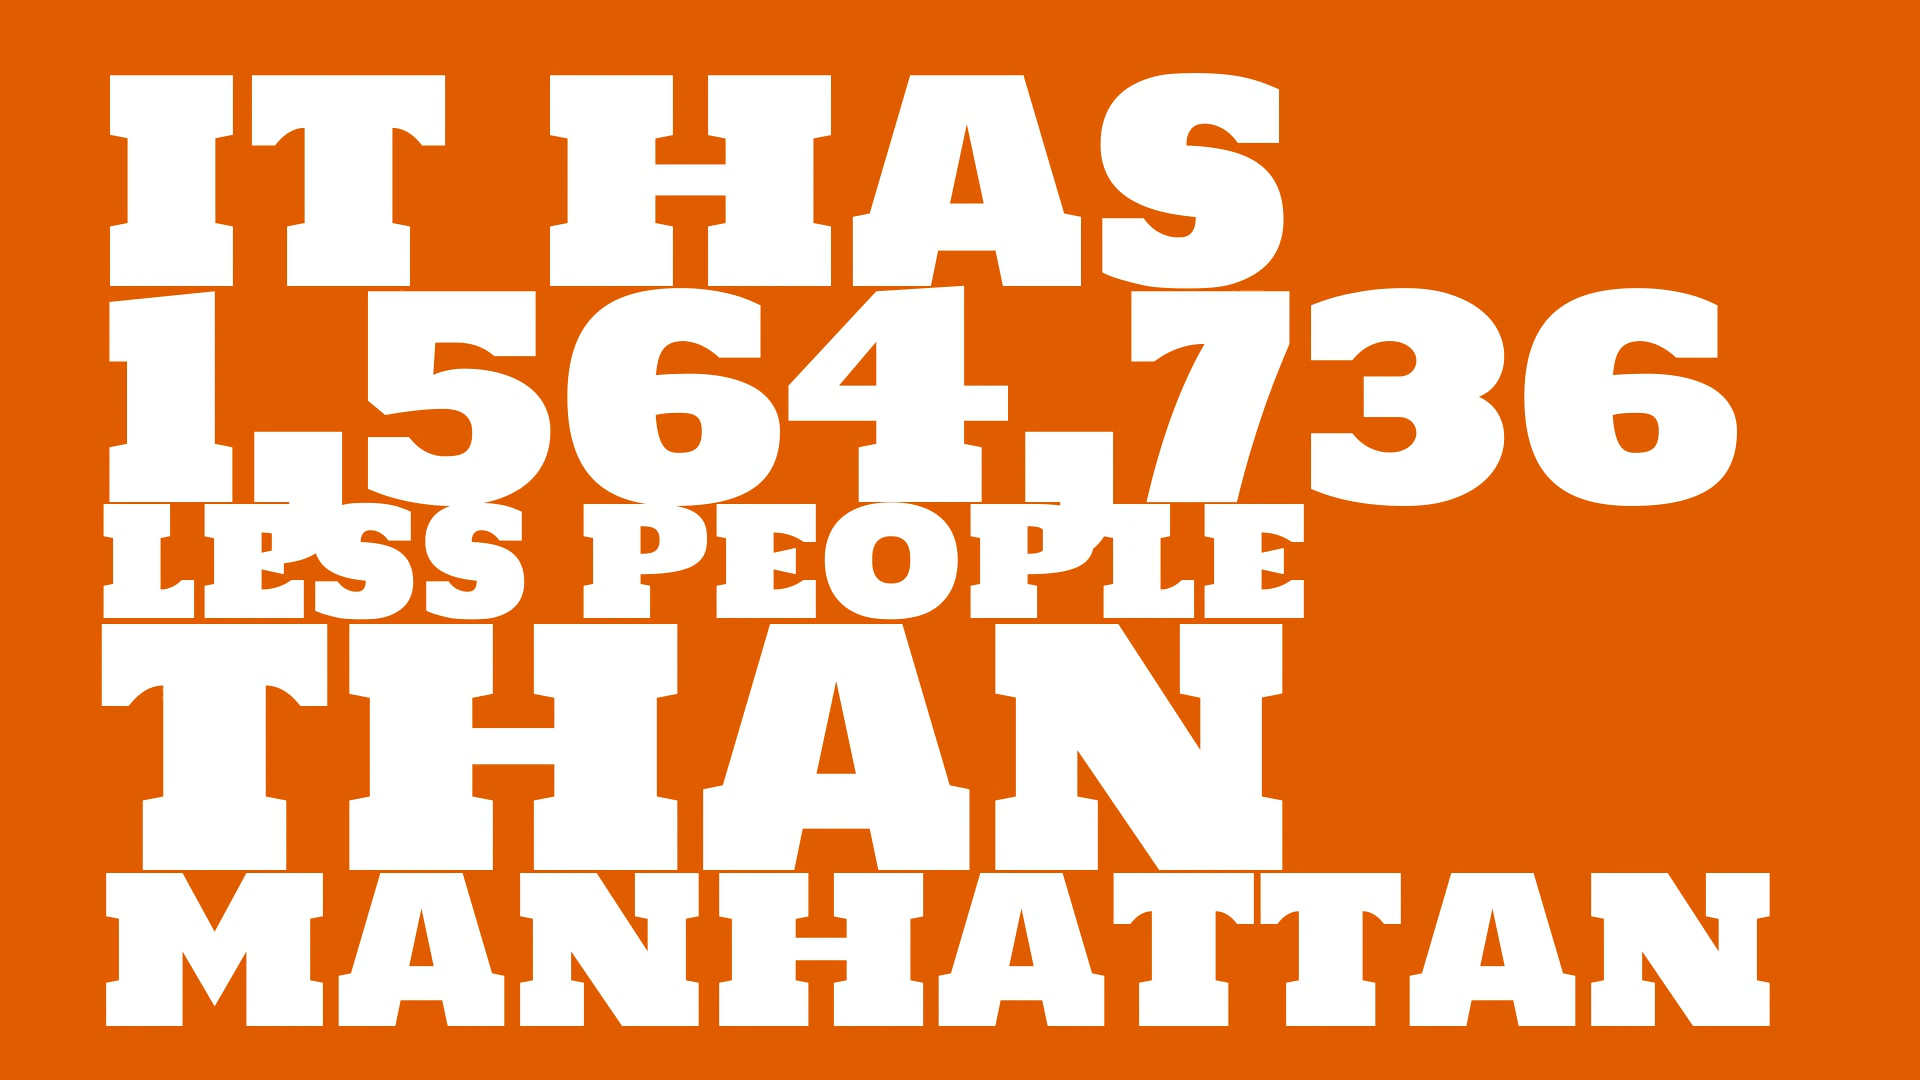 IT HAS
1,564,736
LESS PEOPLE
THAN
MANHATTAN